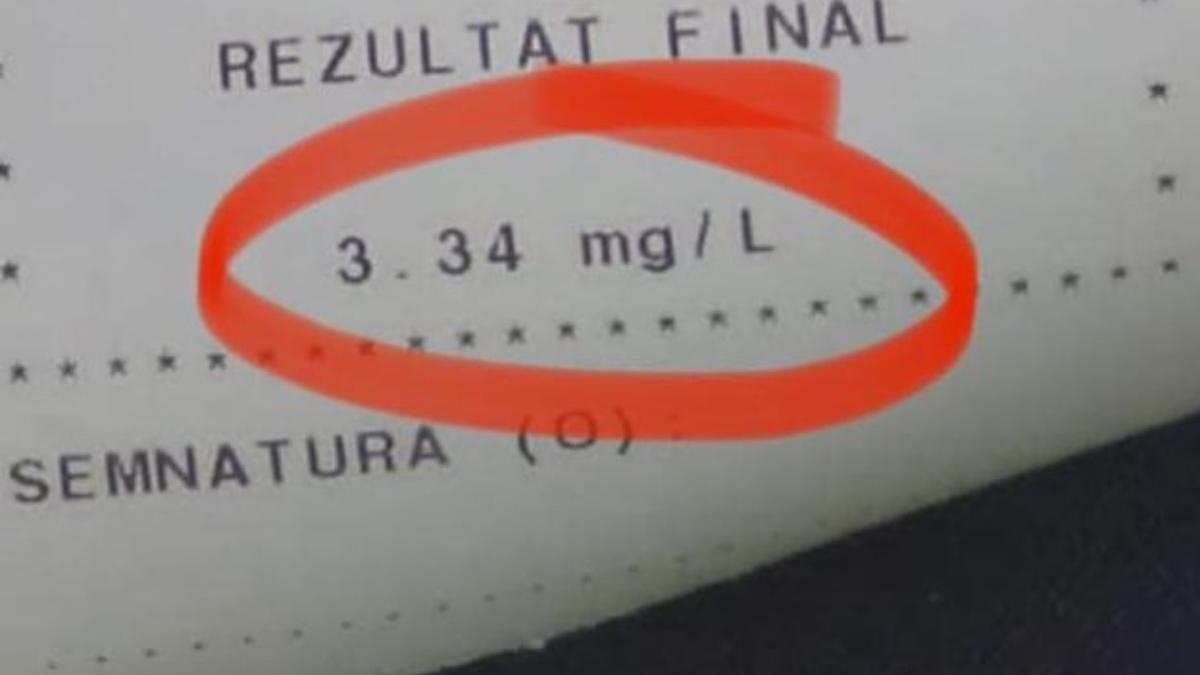 REZULTAT FINAL
*
*
* *
*
3.34 mg/L
* * * * * * * * * * * * * * * * * * * * * * *
SEMNATURA (O):
. . . . . . . . . . . . . . .